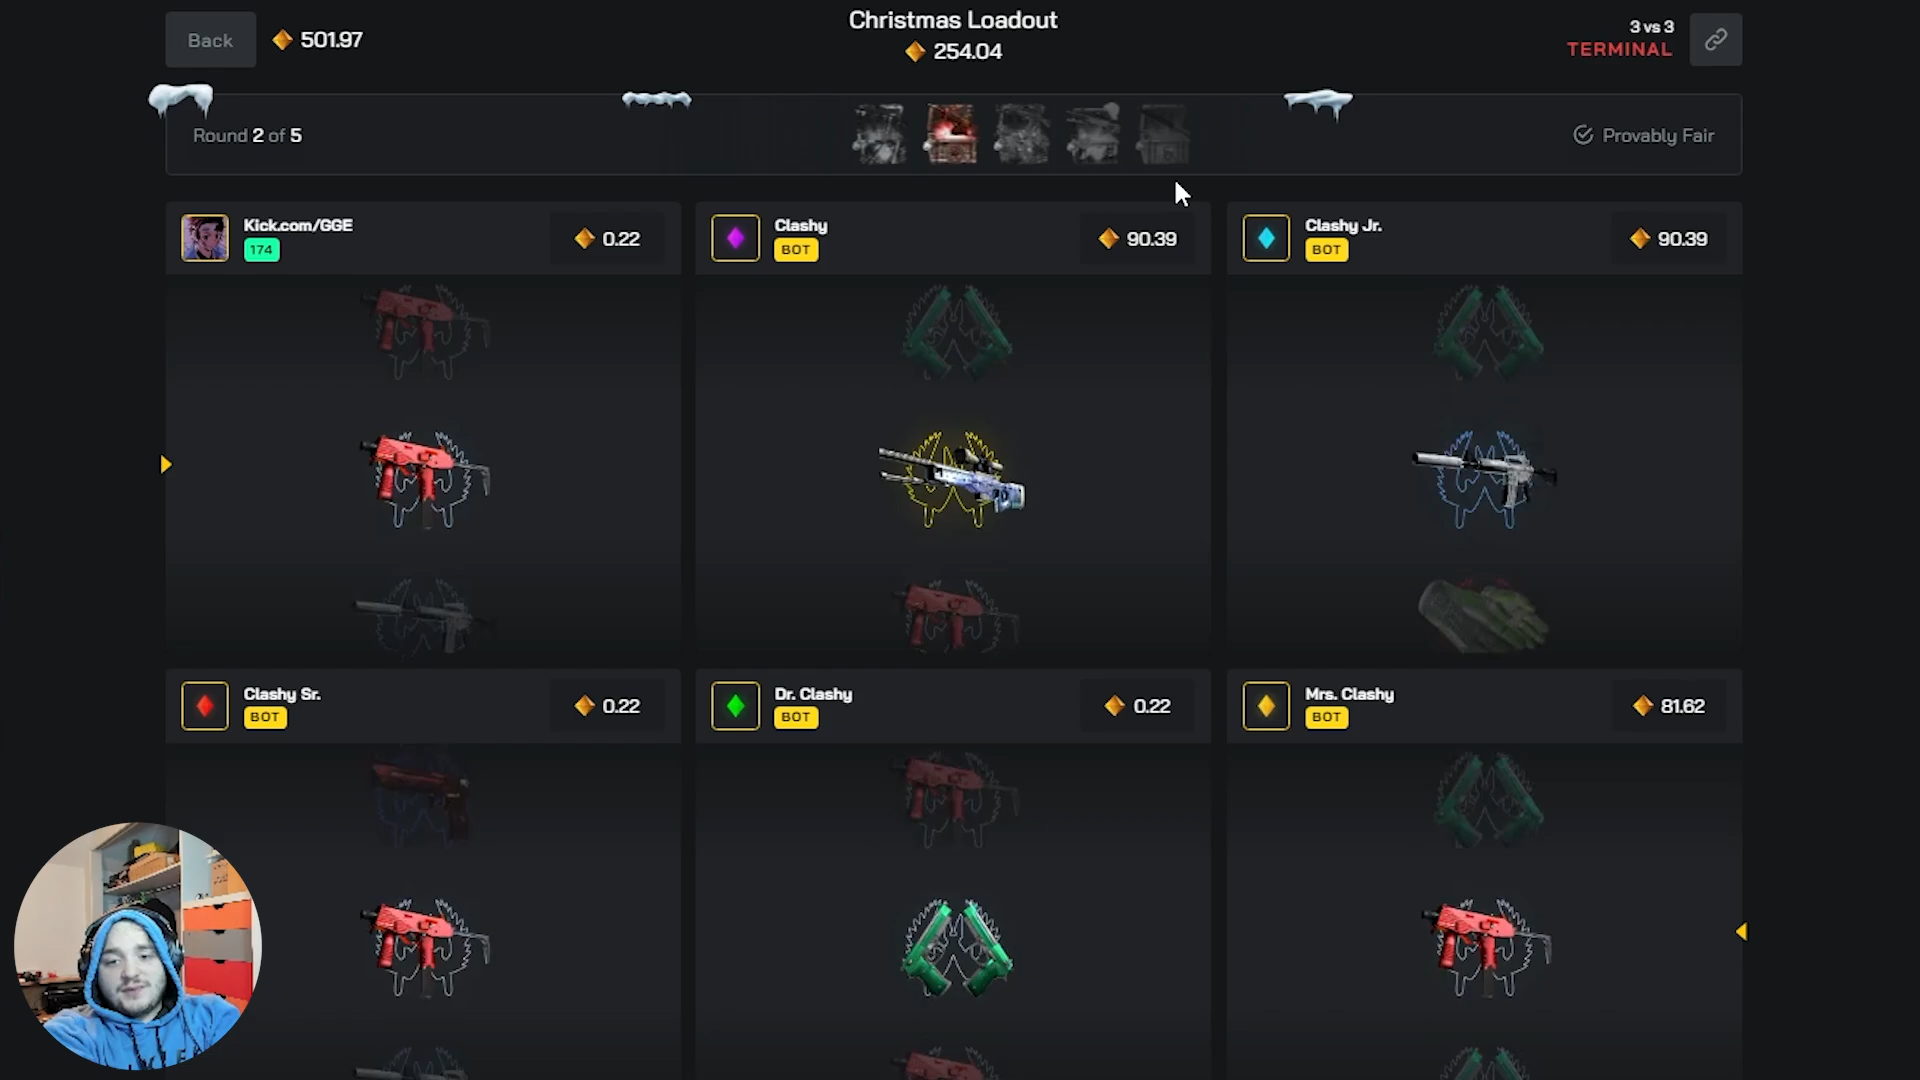 Back
501.97
Christmas Loadout
254.04
3 vs 3
TERMINAL
Round 2 of 5
Provably Fair
Kick.com/GGE
174
0.22
Clashy
BOT
90.39
Clashy Jr.
BOT
90.39
Clashy Sr.
BOT
0.22
Dr. Clashy
BOT
0.22
Mrs. Clashy
BOT
81.62